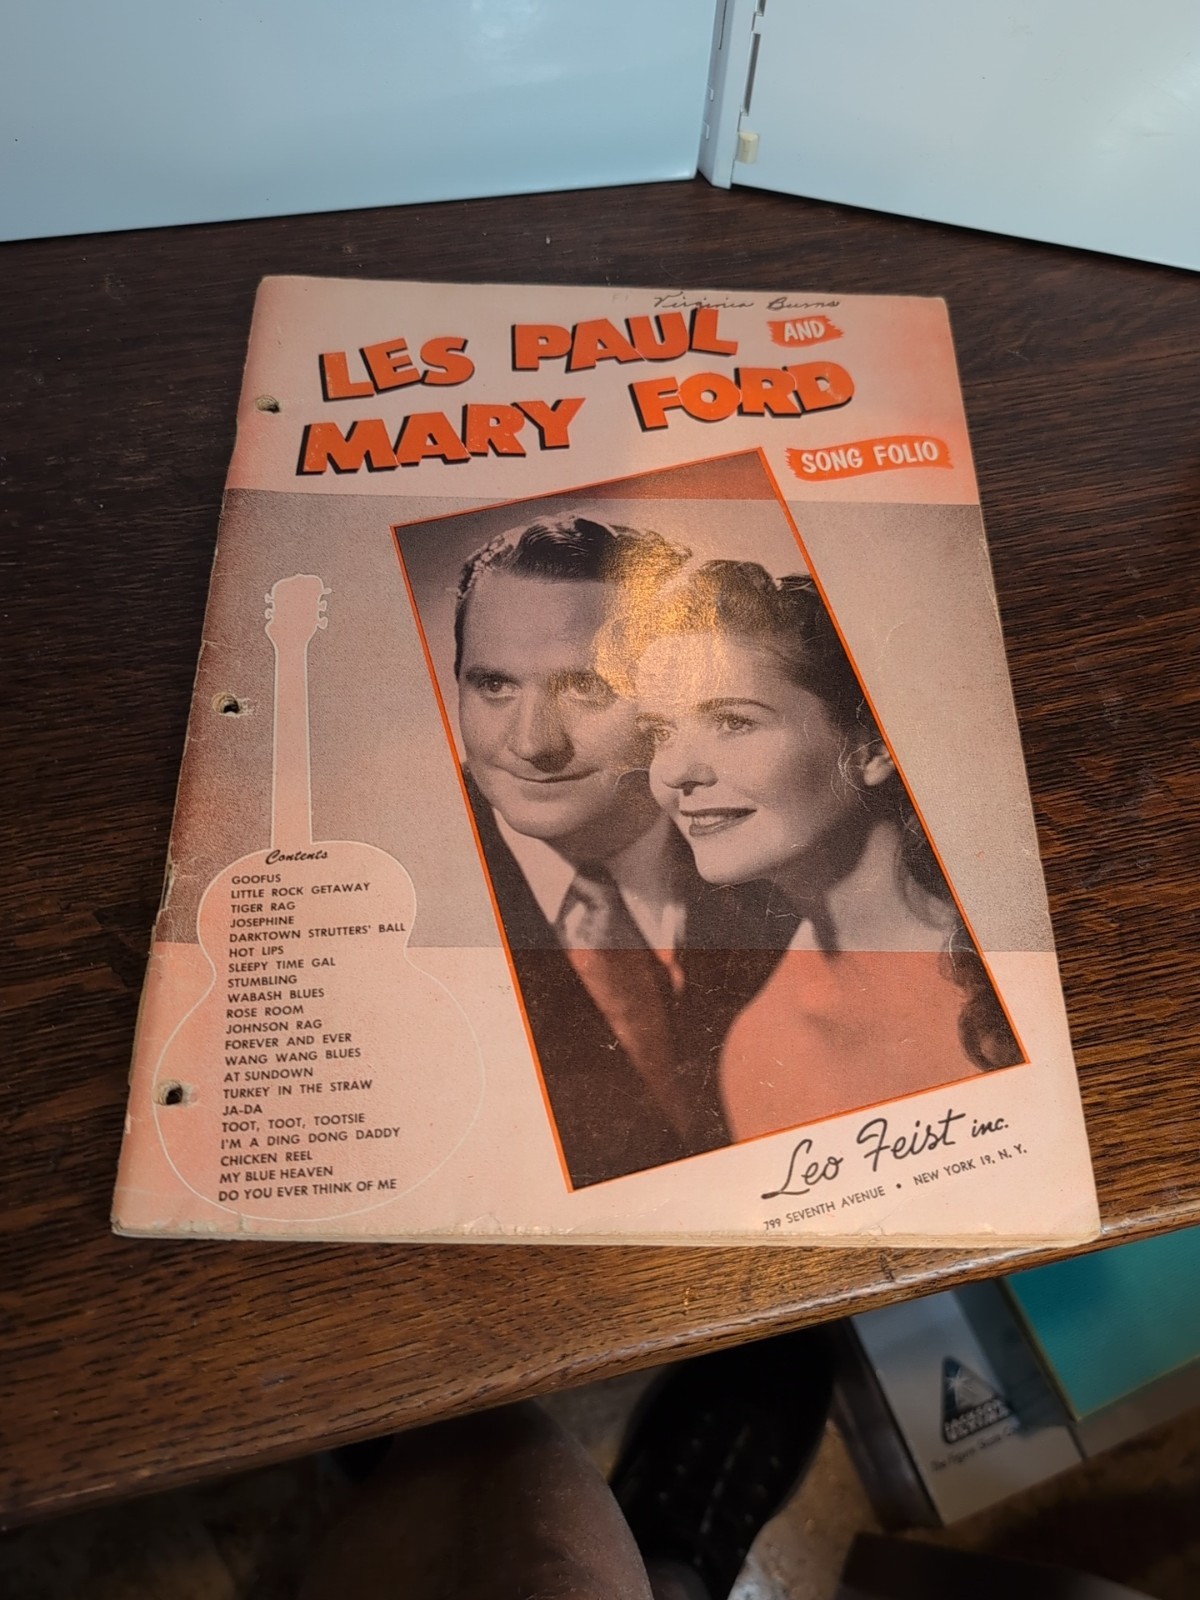 Virginia Burns
LES PAUL AND
MARY FORD
SONG FOLIO
Contents
GOOFUS
LITTLE ROCK GETAWAY
TIGER RAG
JOSEPHINE
DARKTOWN STRUTTERS' BALL
HOT LIPS
SLEEPY TIME GAL
STUMBLING
WABASH BLUES
ROSE ROOM
JOHNSON RAG
FOREVER AND EVER
WANG WANG BLUES
AT SUNDOWN
TURKEY IN THE STRAW
JA-DA
TOOT, TOOT, TOOTSIE
I'M A DING DONG DADDY
CHICKEN REEL
MY BLUE HEAVEN
DO YOU EVER THINK OF ME
Leo Feist inc.
799 SEVENTH AVENUE • NEW YORK 19, N. Y.